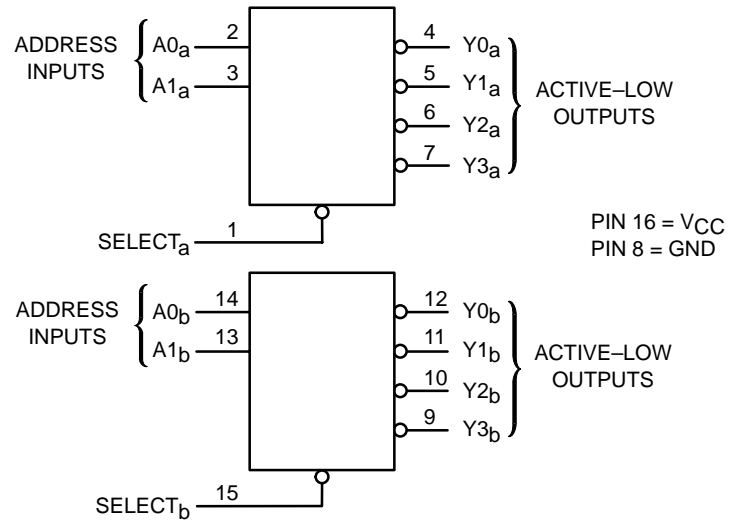 ADDRESS
INPUTS
A0a 2
A1a 3
4 Y0a
5 Y1a
6 Y2a
7 Y3a
ACTIVE–LOW
OUTPUTS
SELECTa 1
PIN 16 = VCC
PIN 8 = GND
ADDRESS
INPUTS
A0b 14
A1b 13
12 Y0b
11 Y1b
10 Y2b
9 Y3b
ACTIVE–LOW
OUTPUTS
SELECTb 15